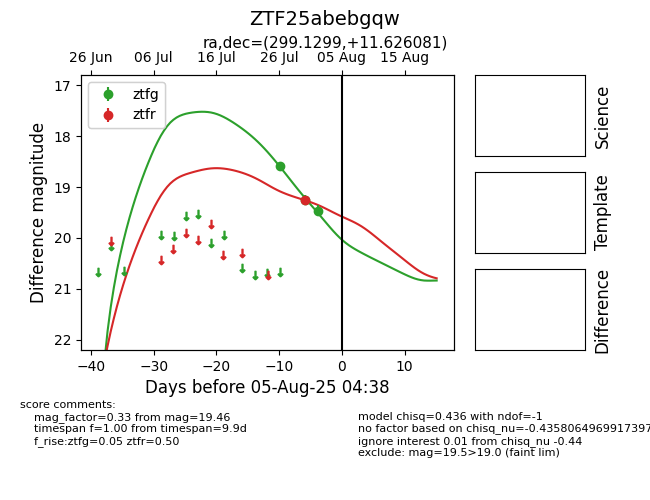 ZTF25abebgqw
ra,dec=(299.1299,+11.626081)
26 Jun 06 Jul 16 Jul 26 Jul 05 Aug 15 Aug
ztfg
ztfr
17
18
19
20
21
22
Difference magnitude
−40 −30 −20 −10 0 10
Days before 05-Aug-25 04:38
Science
Template
Difference
score comments:
mag_factor=0.33 from mag=19.46
timespan f=1.00 from timespan=9.9d
f_rise:ztfg=0.05 ztfr=0.50
model chisq=0.436 with ndof=-1
no factor based on chisq_nu=-0.4358064969917397
ignore interest 0.01 from chisq_nu -0.44
exclude: mag=19.5>19.0 (faint lim)